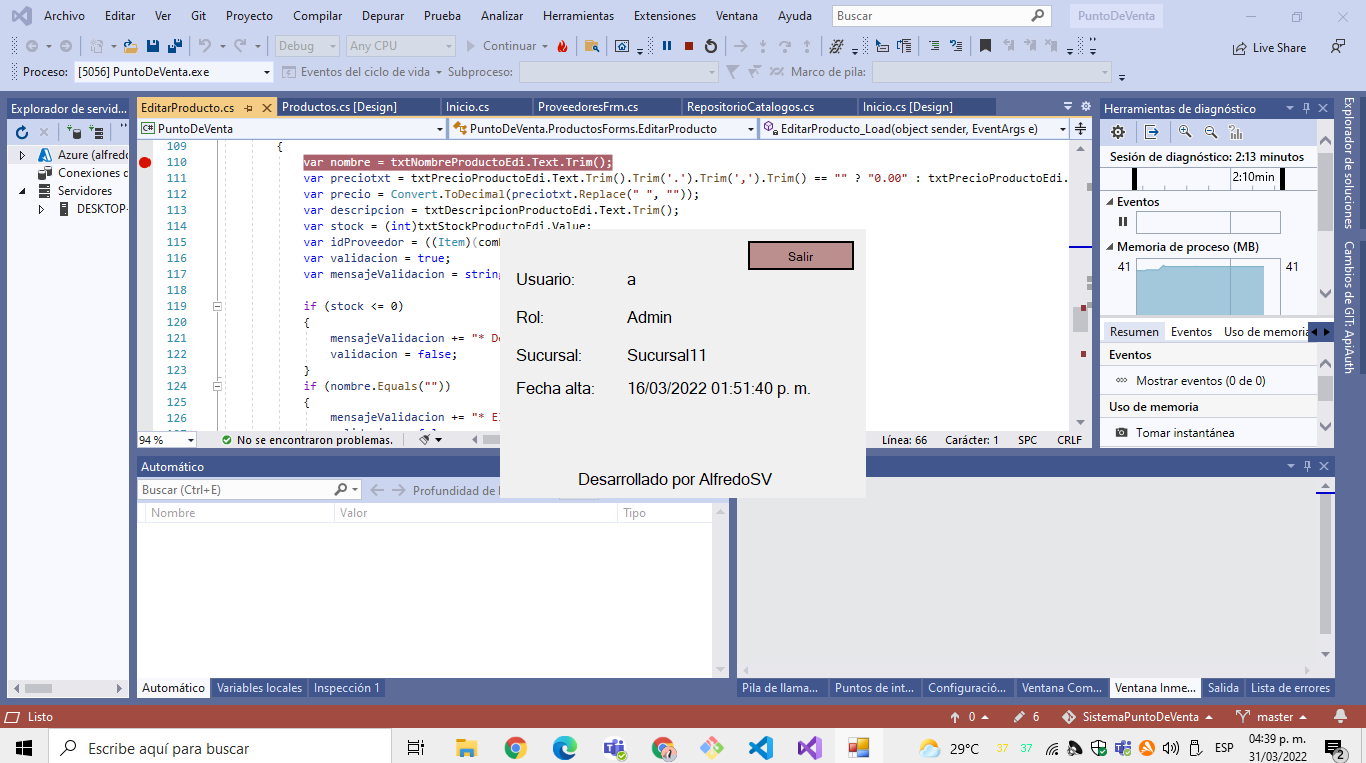 Archivo Editar Ver Git Proyecto Compilar Depurar Prueba Analizar Herramientas Extensiones Ventana Ayuda Buscar PuntoDeVenta
Debug Any CPU Continuar Live Share
Proceso: [5056] PuntoDeVenta.exe Eventos del ciclo de vida Subproceso: Marco de pila:
Explorador de servid...
Azure (alfredo
Conexiones d
Servidores
DESKTOP-
EditarProducto.cs Productos.cs [Design] Inicio.cs ProveedoresFrm.cs RepositorioCatalogos.cs Inicio.cs [Design]
C# PuntoDeVenta PuntoDeVenta.ProductosForms.EditarProducto EditarProducto_Load(object sender, EventArgs e)
109 {
110 var nombre = txtNombreProductoEdi.Text.Trim();
111 var preciotxt = txtPrecioProductoEdi.Text.Trim().Trim('.').Trim(',').Trim() == "" ? "0.00" : txtPrecioProductoEdi.
112 var precio = Convert.ToDecimal(preciotxt.Replace(" ", ""));
113 var descripcion = txtDescripcionProductoEdi.Text.Trim();
114 var stock = (int)txtStockProductoEdi.Value;
115 var idProveedor = ((Item)(com
116 var validacion = true;
117 var mensajeValidacion = string
118
119 if (stock <= 0)
120 {
121 mensajeValidacion += "* De
122 validacion = false;
123 }
124 if (nombre.Equals(""))
125 {
126 mensajeValidacion += "* E
94 % No se encontraron problemas. Línea: 66 Carácter: 1 SPC CRLF
Salir
Usuario: a
Rol: Admin
Sucursal: Sucursal11
Fecha alta: 16/03/2022 01:51:40 p. m.
Desarrollado por AlfredoSV
Herramientas de diagnóstico
Sesión de diagnóstico: 2:13 minutos
2:10min
Eventos
Memoria de proceso (MB)
41 41
Resumen Eventos Uso de memoria
Eventos
Mostrar eventos (0 de 0)
Uso de memoria
Tomar instantánea
Explorador de soluciones
Cambios de GIT: ApiAuth
Automático
Buscar (Ctrl+E) Profundidad de
Nombre Valor Tipo
Automático Variables locales Inspección 1
Pila de llama... Puntos de int... Configuració... Ventana Com... Ventana Inme... Salida Lista de errores
Listo 0 6 SistemaPuntoDeVenta master
Escribe aquí para buscar
29°C 37 37 ESP 04:39 p. m.
31/03/2022
2